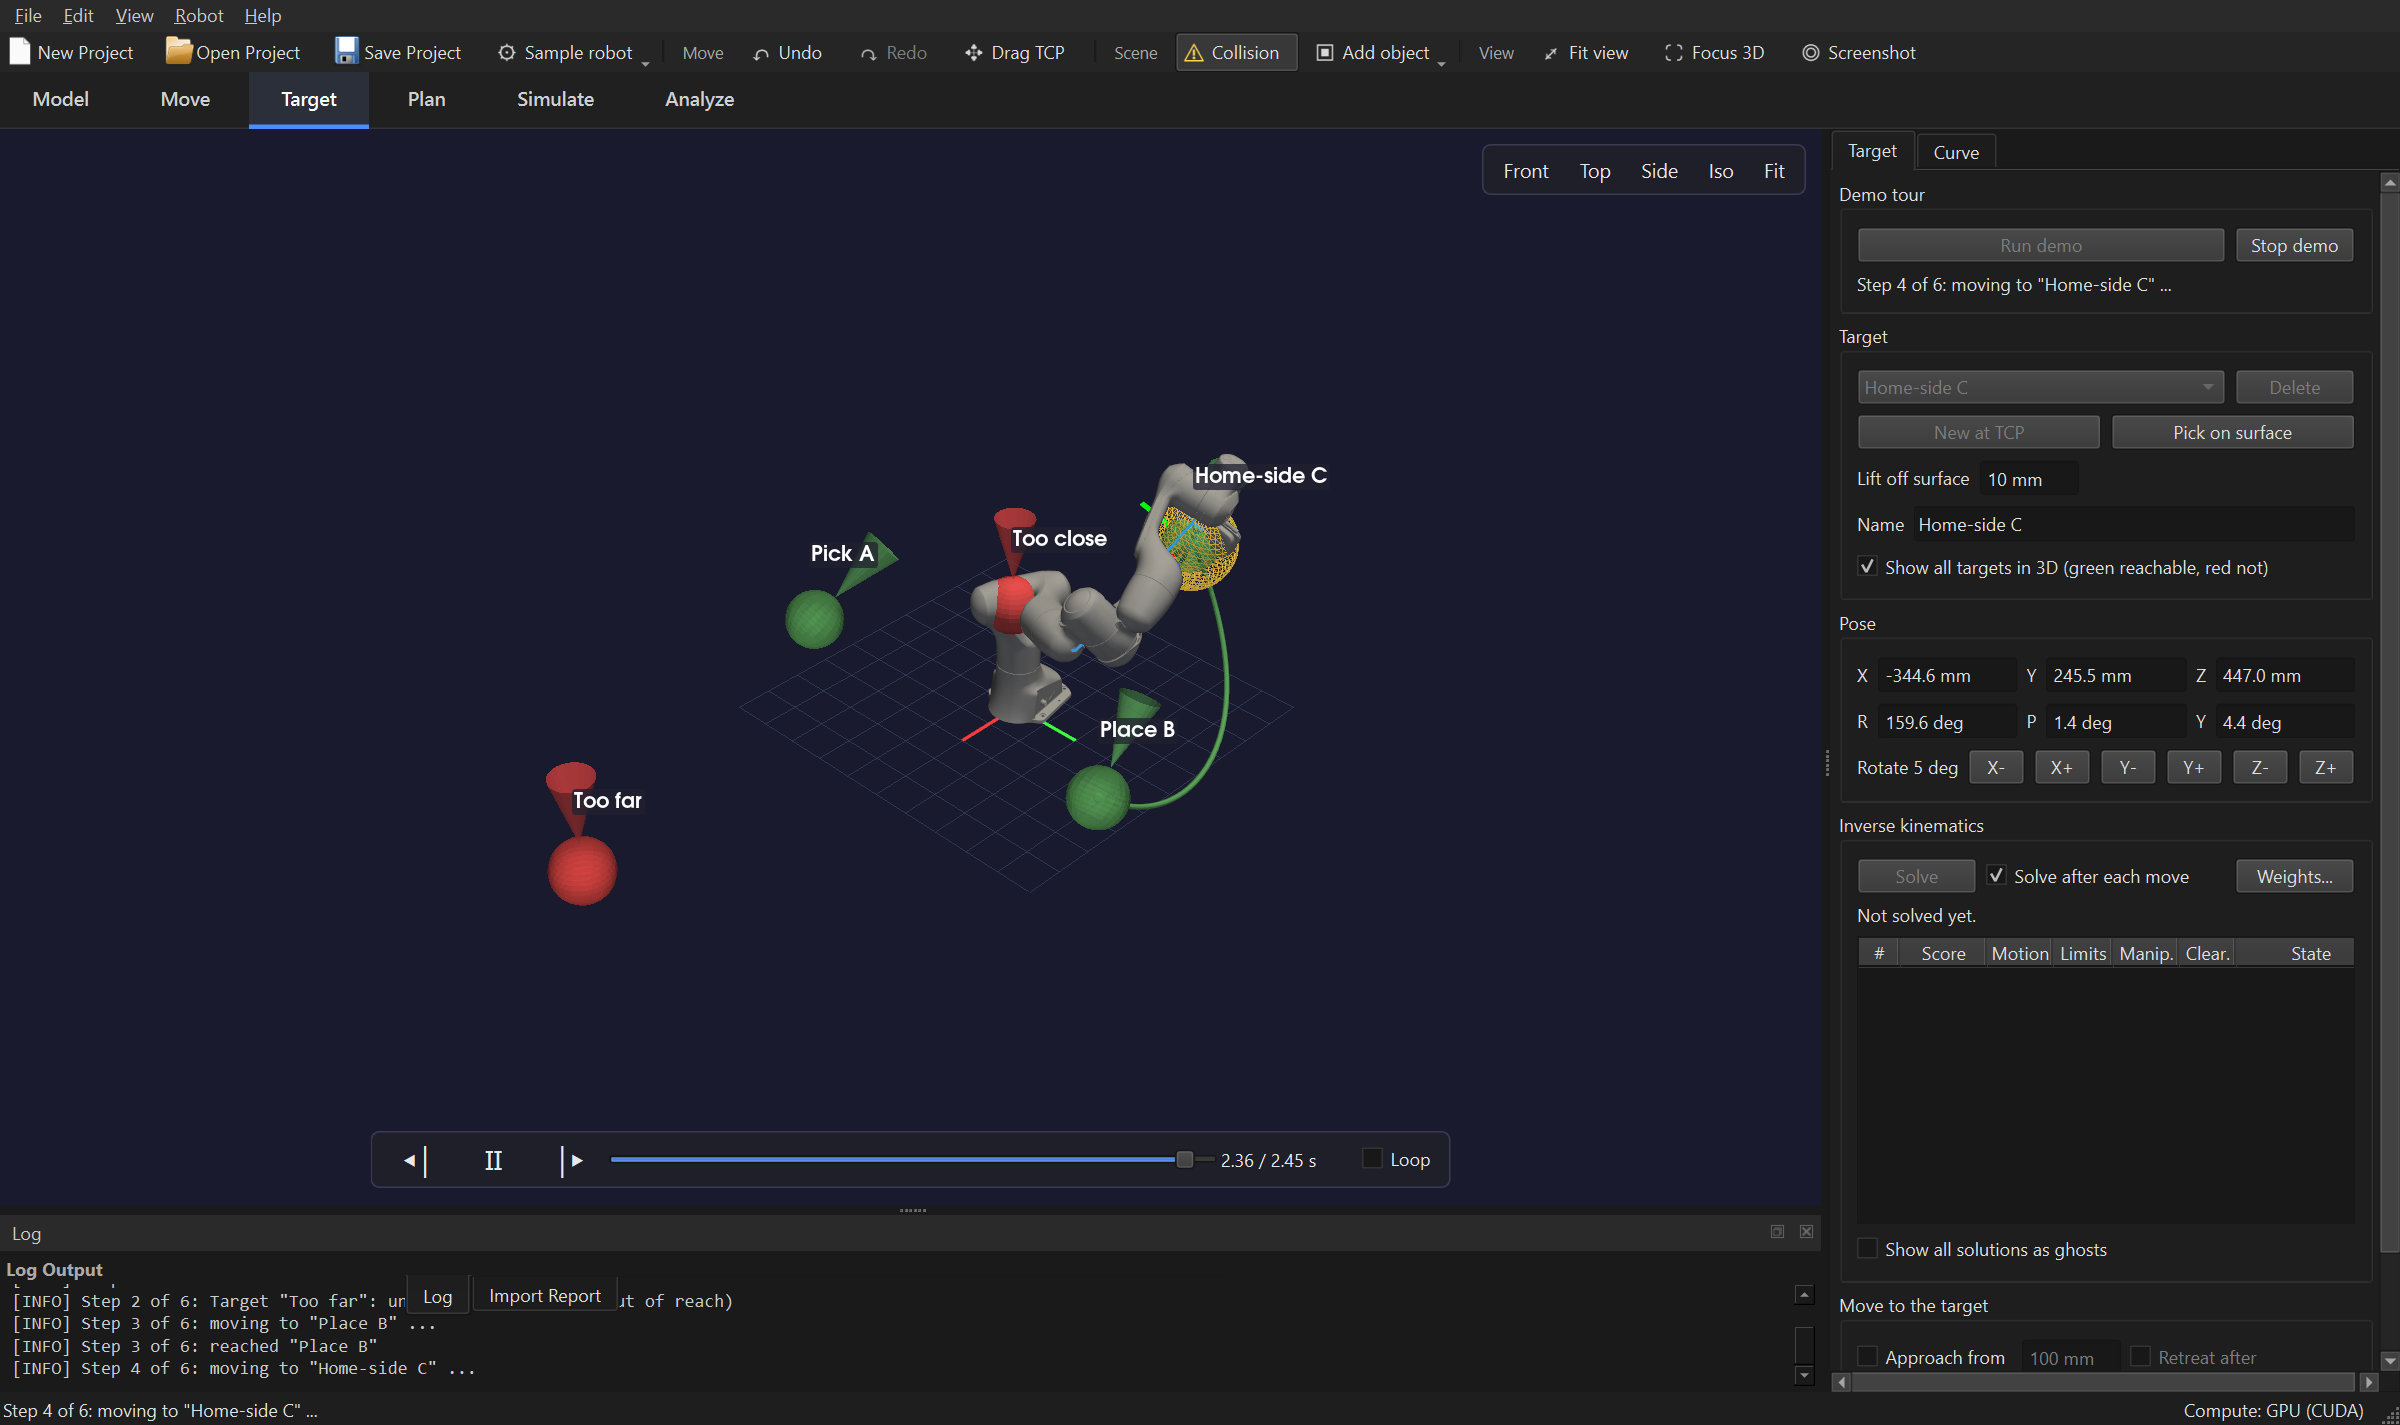 File Edit View Robot Help
New Project Open Project Save Project Sample robot Move Undo Redo Drag TCP Scene Collision Add object View Fit view Focus 3D Screenshot
Model Move Target Plan Simulate Analyze
Front Top Side Iso Fit
Home-side C
Too close
Pick A
Place B
Too far
2.36 / 2.45 s Loop
Log
Log Output
[INFO] Step 2 of 6: Target "Too far": un
ut of reach)
Log Import Report
[INFO] Step 3 of 6: moving to "Place B" ...
[INFO] Step 3 of 6: reached "Place B"
[INFO] Step 4 of 6: moving to "Home-side C" ...
Target Curve
Demo tour
Run demo Stop demo
Step 4 of 6: moving to "Home-side C" ...
Target
Home-side C Delete
New at TCP Pick on surface
Lift off surface 10 mm
Name Home-side C
Show all targets in 3D (green reachable, red not)
Pose
X -344.6 mm Y 245.5 mm Z 447.0 mm
R 159.6 deg P 1.4 deg Y 4.4 deg
Rotate 5 deg X- X+ Y- Y+ Z- Z+
Inverse kinematics
Solve Solve after each move Weights...
Not solved yet.
# Score Motion Limits Manip. Clear. State
Show all solutions as ghosts
Move to the target
Approach from 100 mm Retreat after
Step 4 of 6: moving to "Home-side C" ... Compute: GPU (CUDA)